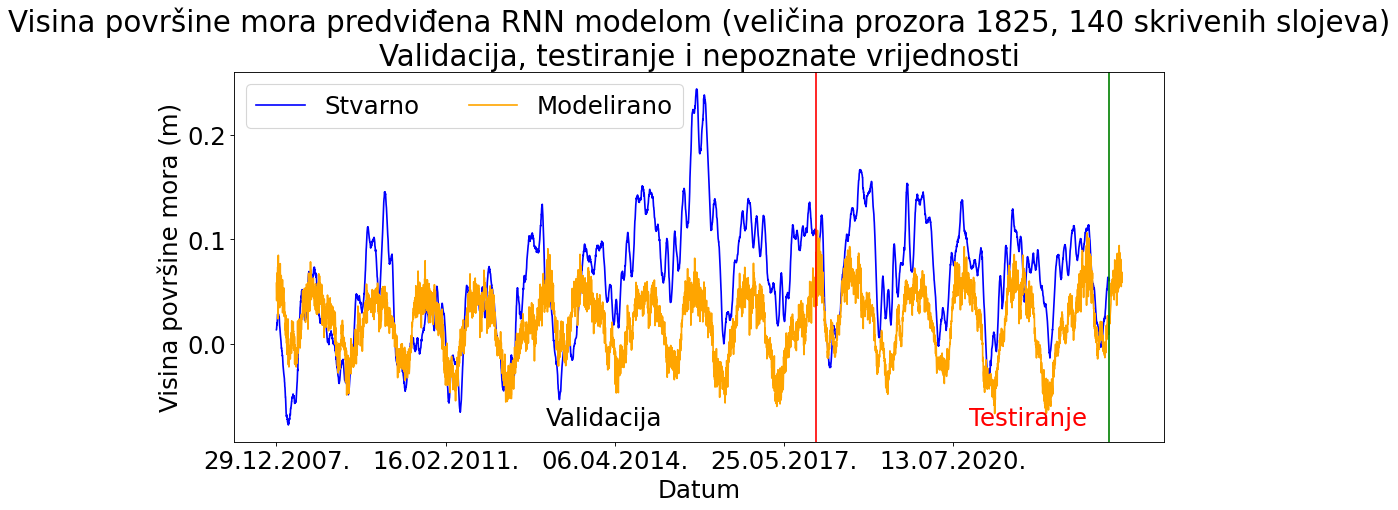 Visina površine mora predviđena RNN modelom (veličina prozora 1825, 140 skrivenih slojeva)
Validacija, testiranje i nepoznate vrijednosti
Stvarno Modelirano
Visina površine mora (m)
0.2
0.1
0.0
Validacija Testiranje
29.12.2007. 16.02.2011. 06.04.2014. 25.05.2017. 13.07.2020.
Datum